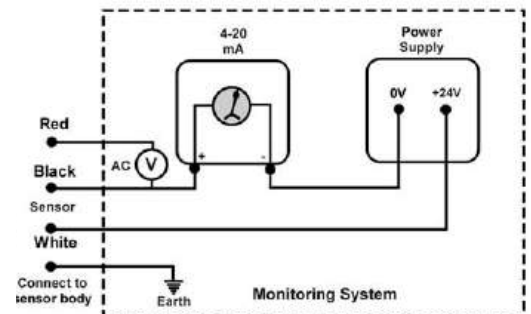 4-20
mA
Power
Supply
0V
+24V
Red
AC
V
+
-
Black
Sensor
White
Connect to
sensor body
Earth
Monitoring System